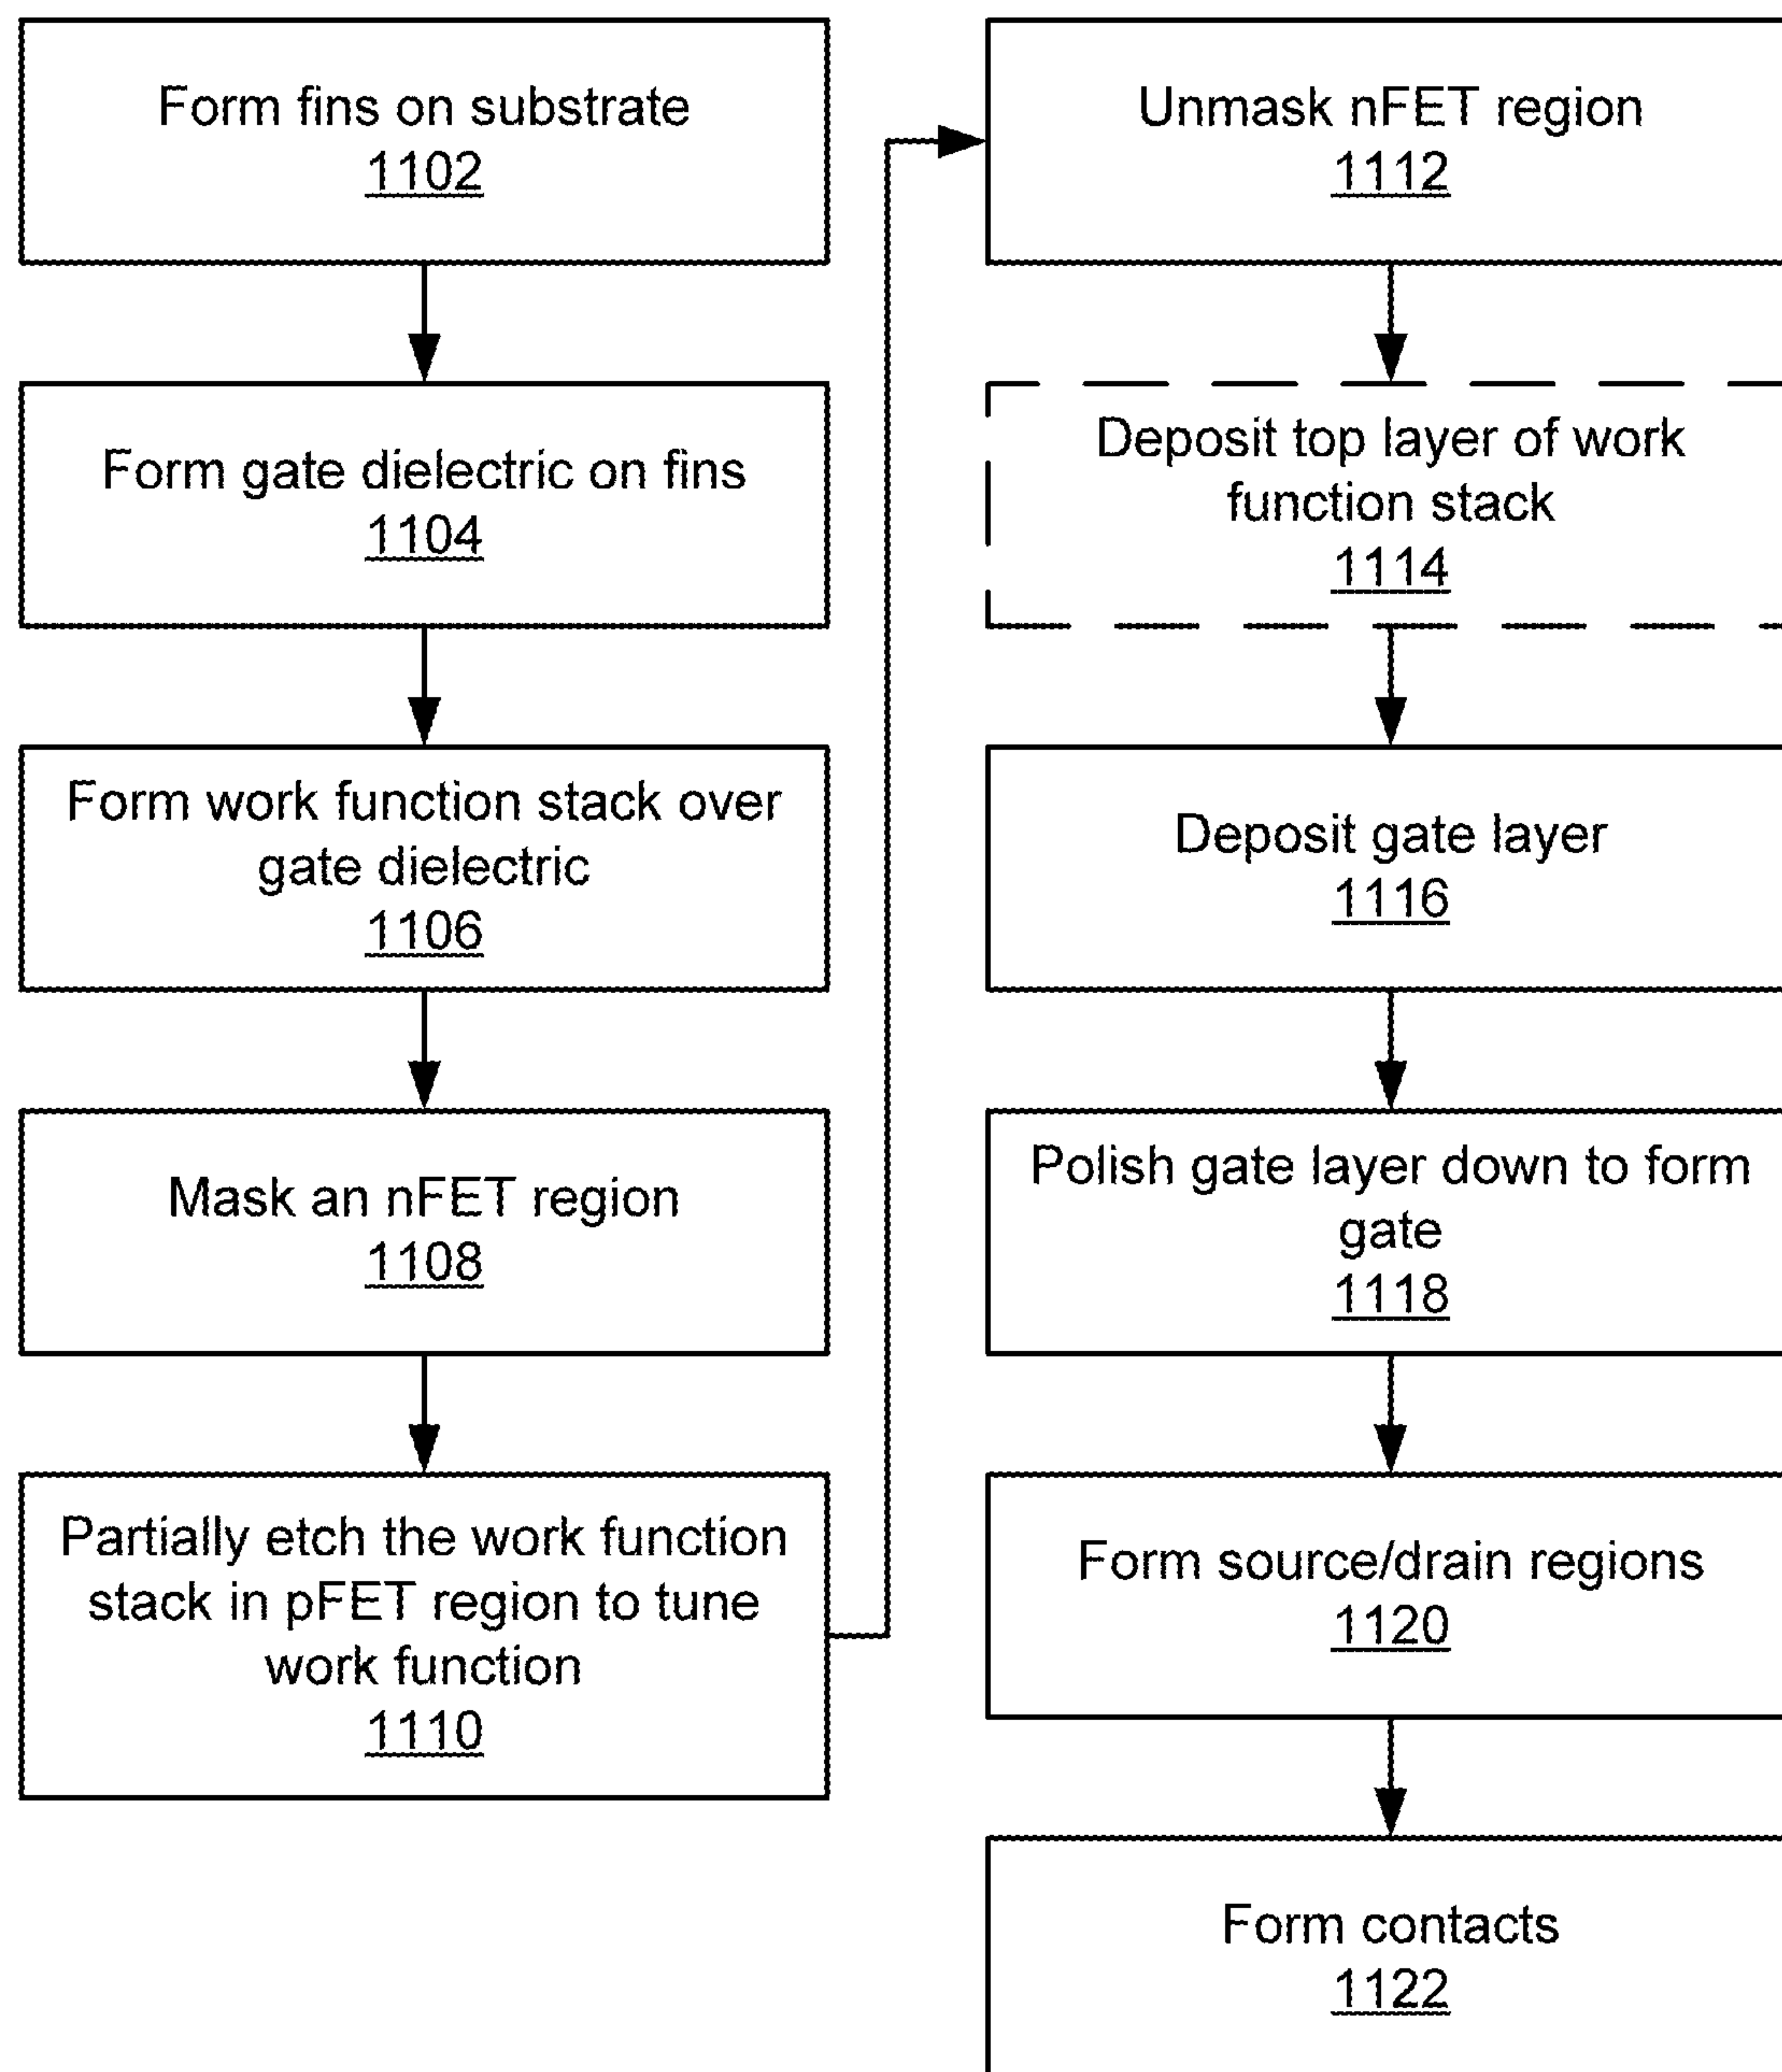 Form fins on substrate
1102
Form gate dielectric on fins
1104
Form work function stack over
gate dielectric
1106
Mask an nFET region
1108
Partially etch the work function
stack in pFET region to tune
work function
1110
Unmask nFET region
1112
Deposit top layer of work
function stack
1114
Deposit gate layer
1116
Polish gate layer down to form
gate
1118
Form source/drain regions
1120
Form contacts
1122